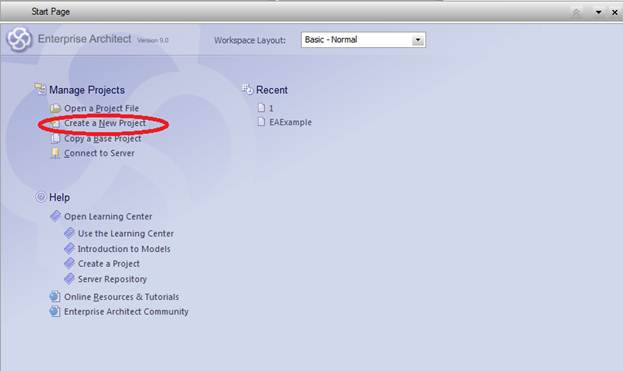 Start Page
Enterprise Architect Version 9.0
Workspace Layout: Basic - Normal
Manage Projects
Open a Project File
Create a New Project
Copy a Base Project
Connect to Server
Recent
1
EAExample
Help
Open Learning Center
Use the Learning Center
Introduction to Models
Create a Project
Server Repository
Online Resources & Tutorials
Enterprise Architect Community